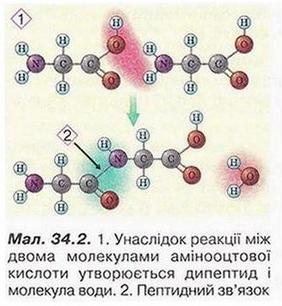 1
H H H H H H
O O
N C C N C C
H O H O
2
H H H H
O
H N C C
N C C O H H
H O O
Мал. 34.2. 1. Унаслідок реакції між
двома молекулами амінооцтової
кислоти утворюється дипептид і
молекула води. 2. Пептидний зв'язок